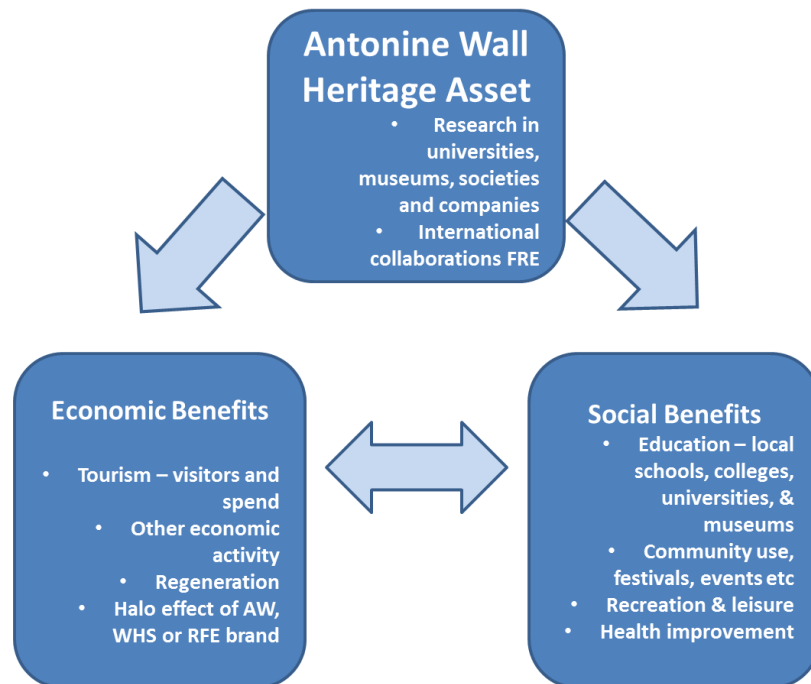 Antonine Wall
Heritage Asset
• Research in
universities,
museums, societies
and companies
• International
collaborations FRE
Economic Benefits
• Tourism – visitors and
spend
• Other economic
activity
• Regeneration
• Halo effect of AW,
WHS or RFE brand
Social Benefits
• Education – local
schools, colleges,
universities, &
museums
• Community use,
festivals, events etc
• Recreation & leisure
• Health improvement